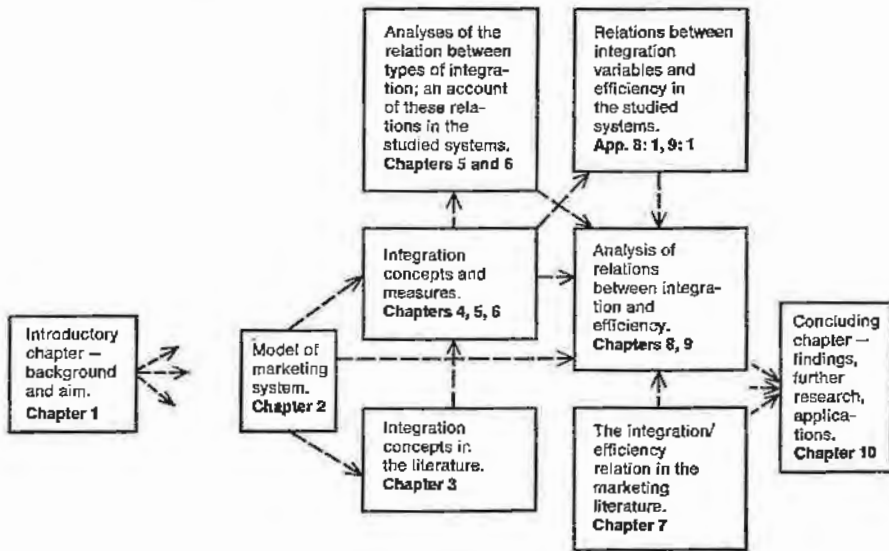 Analyses of the
relation between
types of integra-
tion; an account
of these rela-
tions in the
studied systems.
Chapters 5 and 6
Relations between
integration
variables and
efficiency in
the studied
systems.
App. 8: 1, 9: 1
Integration
concepts and
measures.
Chapters 4, 5, 6
Analysis of
relations
between integra-
tion and
efficiency.
Chapters 8, 9
Introductory
chapter –
background
and aim.
Chapter 1
Model of
marketing
system.
Chapter 2
Concluding
chapter –
findings,
further
research,
applica-
tions.
Chapter 10
Integration
concepts in
the literature.
Chapter 3
The integration/
efficiency
relation in the
marketing
literature.
Chapter 7